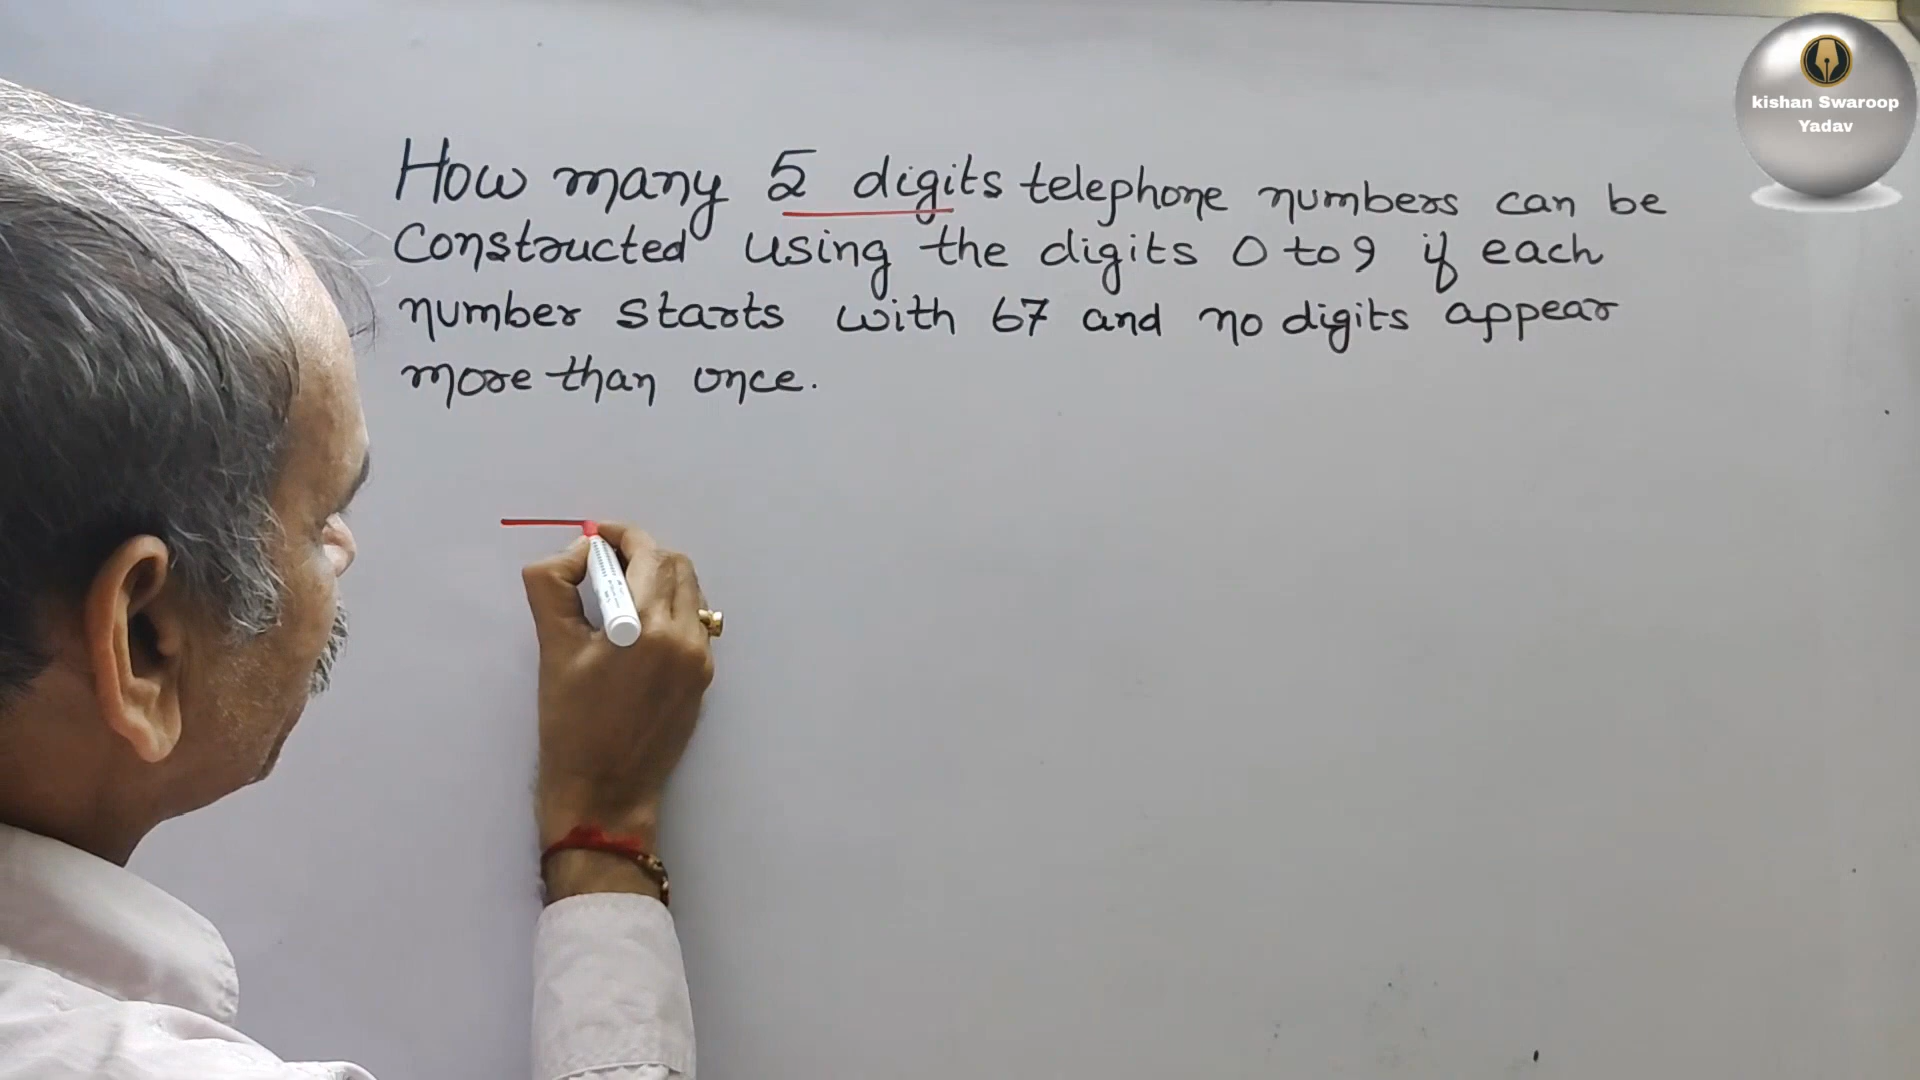 How many 5 digits telephone numbers can be
constructed using the digits 0 to 9 if each
number starts with 67 and no digits appear
more than once.
kishan Swaroop
Yadav